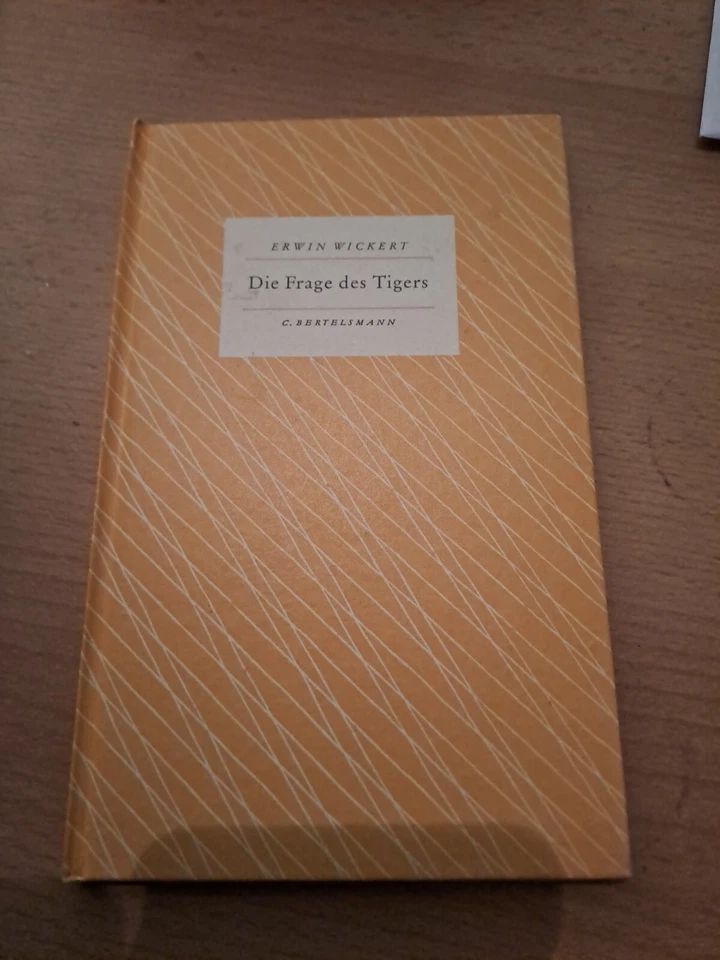 ERWIN WICKERT
Die Frage des Tigers
C. BERTELSMANN